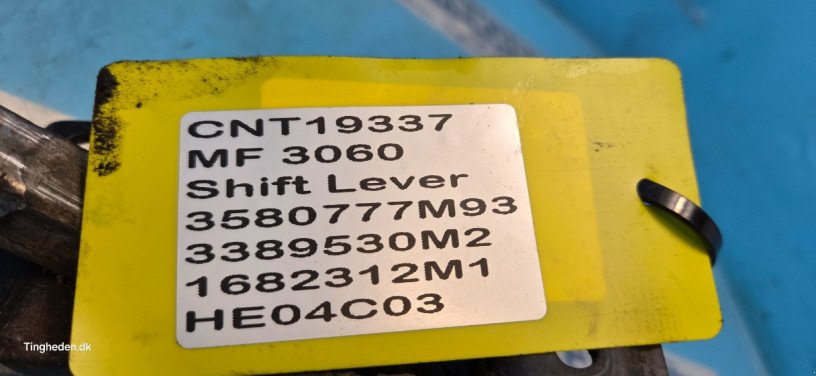 CNT19337
MF 3060
Shift Lever
3580777M93
3389530M2
1682312M1
HE04C03
Tingheden.dk